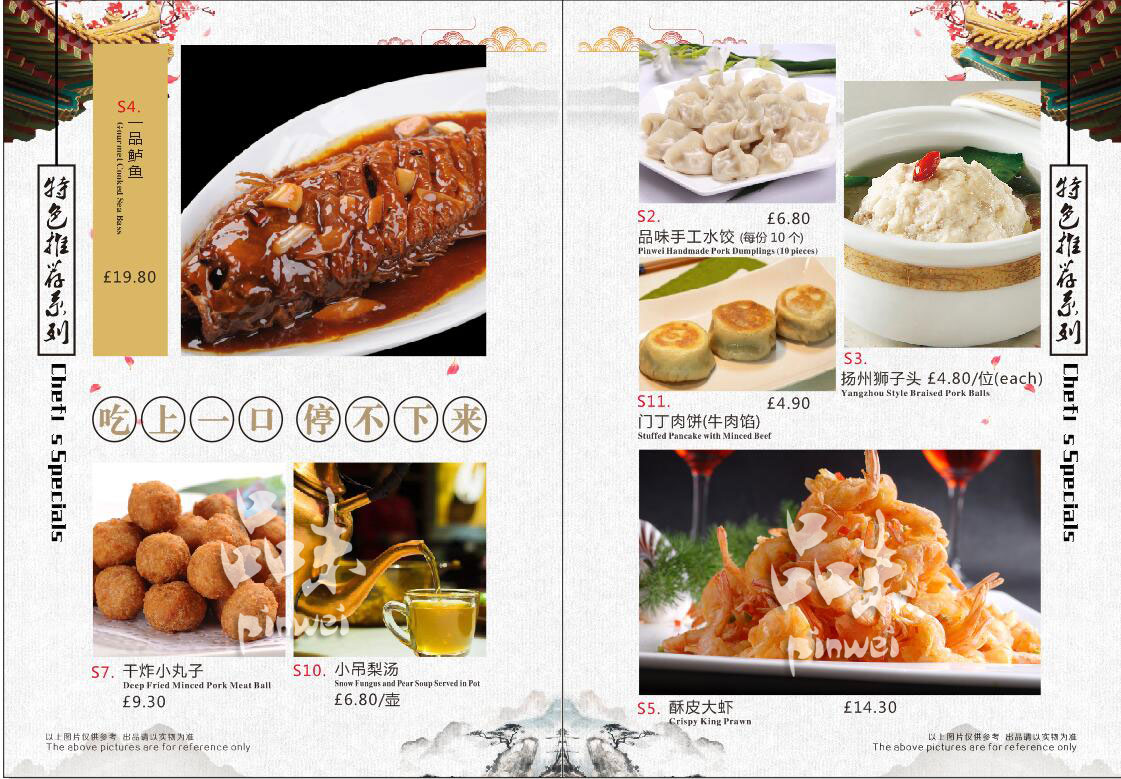 特色推荐系列
Chefi s Specials
S4.
一品鲈鱼
Gourmet Cooked Sea Bass
£19.80
吃上一口 停不下来
品味
pinwei
S7. 干炸小丸子
Deep Fried Minced Pork Meat Ball
£9.30
S10. 小吊梨汤
Snow Fungus and Pear Soup Served in Pot
£6.80/壶
以上图片仅供参考 出品请以实物为准
The above pictures are for reference only
S2. £6.80
品味手工水饺 (每份 10 个)
Pinwei Handmade Pork Dumplings (10 pieces)
S11. £4.90
门丁肉饼(牛肉馅)
Stuffed Pancake with Minced Beef
S3.
扬州狮子头 £4.80/位(each)
Yangzhou Style Braised Pork Balls
品味
pinwei
S5. 酥皮大虾 £14.30
Crispy King Prawn
特色推荐系列
Chefi s Specials
以上图片仅供参考 出品请以实物为准
The above pictures are for reference only